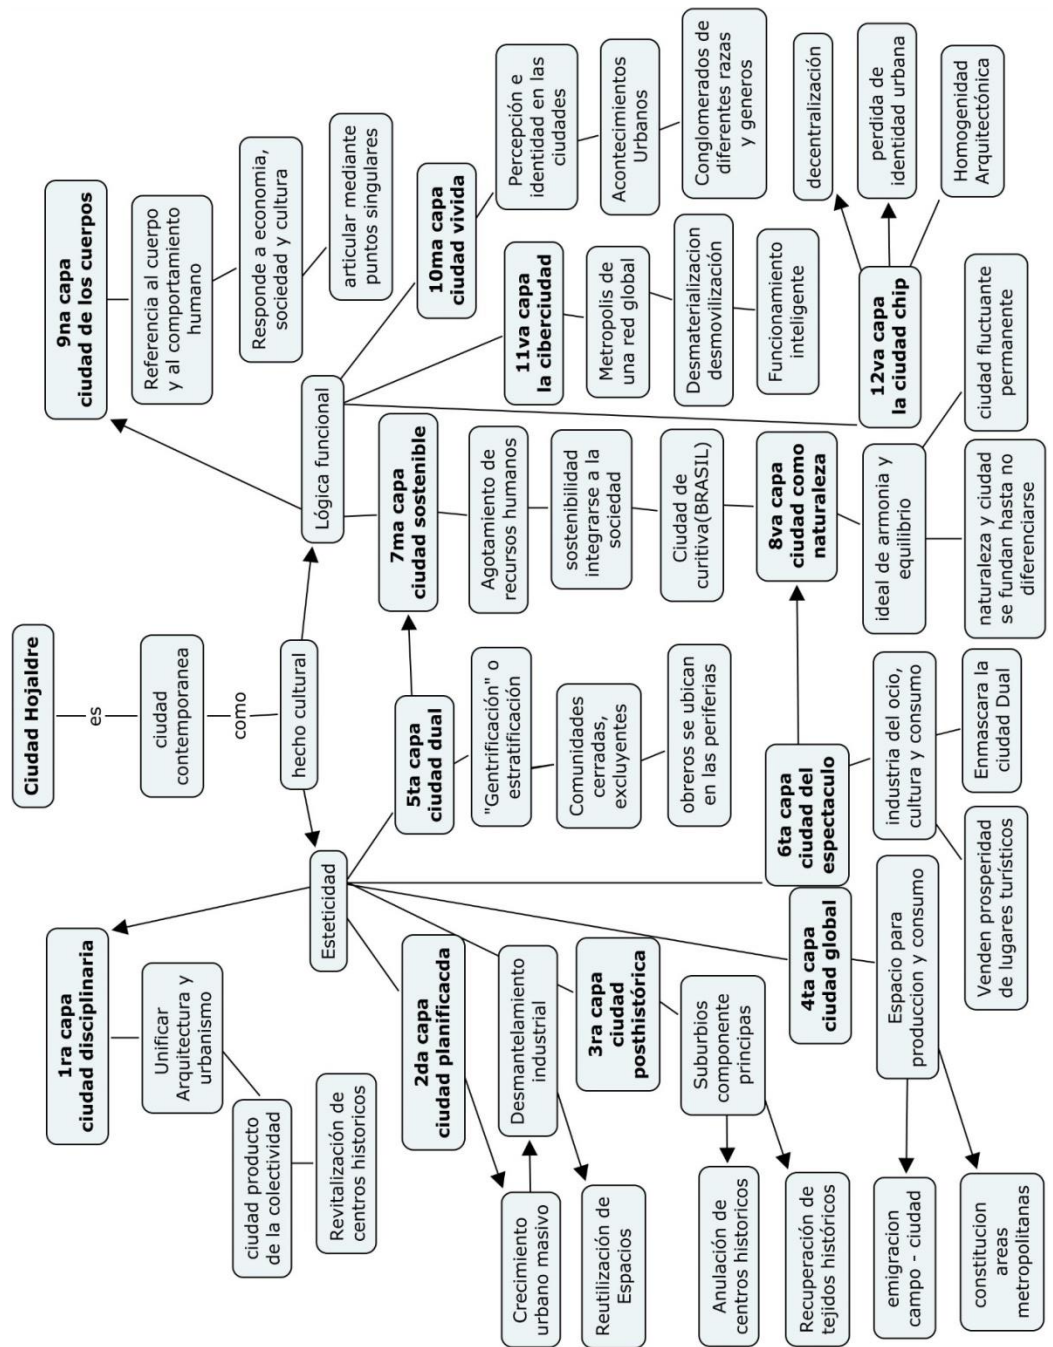 Ciudad Hojaldre
es
ciudad
contemporanea
como
hecho cultural
Esteticidad
Lógica funcional
1ra capa
ciudad disciplinaria
Unificar
Arquitectura y
urbanismo
ciudad producto
de la colectividad
Revitalización de
centros historicos
2da capa
ciudad planificacda
Crecimiento
urbano masivo
Desmantelamiento
industrial
Reutilización de
Espacios
3ra capa
ciudad
posthistórica
Suburbios
componente
principas
Anulación de
centros historicos
Recuperación de
tejidos históricos
4ta capa
ciudad global
Espacio para
produccion y consumo
emigracion
campo - ciudad
constitucion
areas
metropolitanas
5ta capa
ciudad dual
"Gentrificación" o
estratificación
Comunidades
cerradas,
excluyentes
obreros se ubican
en las periferias
6ta capa
ciudad del
espectaculo
industria del ocio,
cultura y consumo
Venden prosperidad
de lugares turísticos
Enmascara la
ciudad Dual
7ma capa
ciudad sostenible
Agotamiento de
recursos humanos
sostenibilidad
integrarse a la
sociedad
Ciudad de
curitiva(BRASIL)
8va capa
ciudad como
naturaleza
ideal de armonia y
equilibrio
naturaleza y ciudad
se fundan hasta no
diferenciarse
ciudad fluctuante
permanente
9na capa
ciudad de los cuerpos
Referencia al cuerpo
y al comportamiento
humano
Responde a economia,
sociedad y cultura
articular mediante
puntos singulares
10ma capa
ciudad vivida
Percepción e
identidad en las
ciudades
Acontecimientos
Urbanos
Conglomerados de
diferentes razas
y generos
11va capa
la ciberciudad
Metropolis de
una red global
Desmaterializacion
desmovilización
Funcionamiento
inteligente
12va capa
la ciudad chip
decentralización
perdida de
identidad urbana
Homogenidad
Arquitectónica